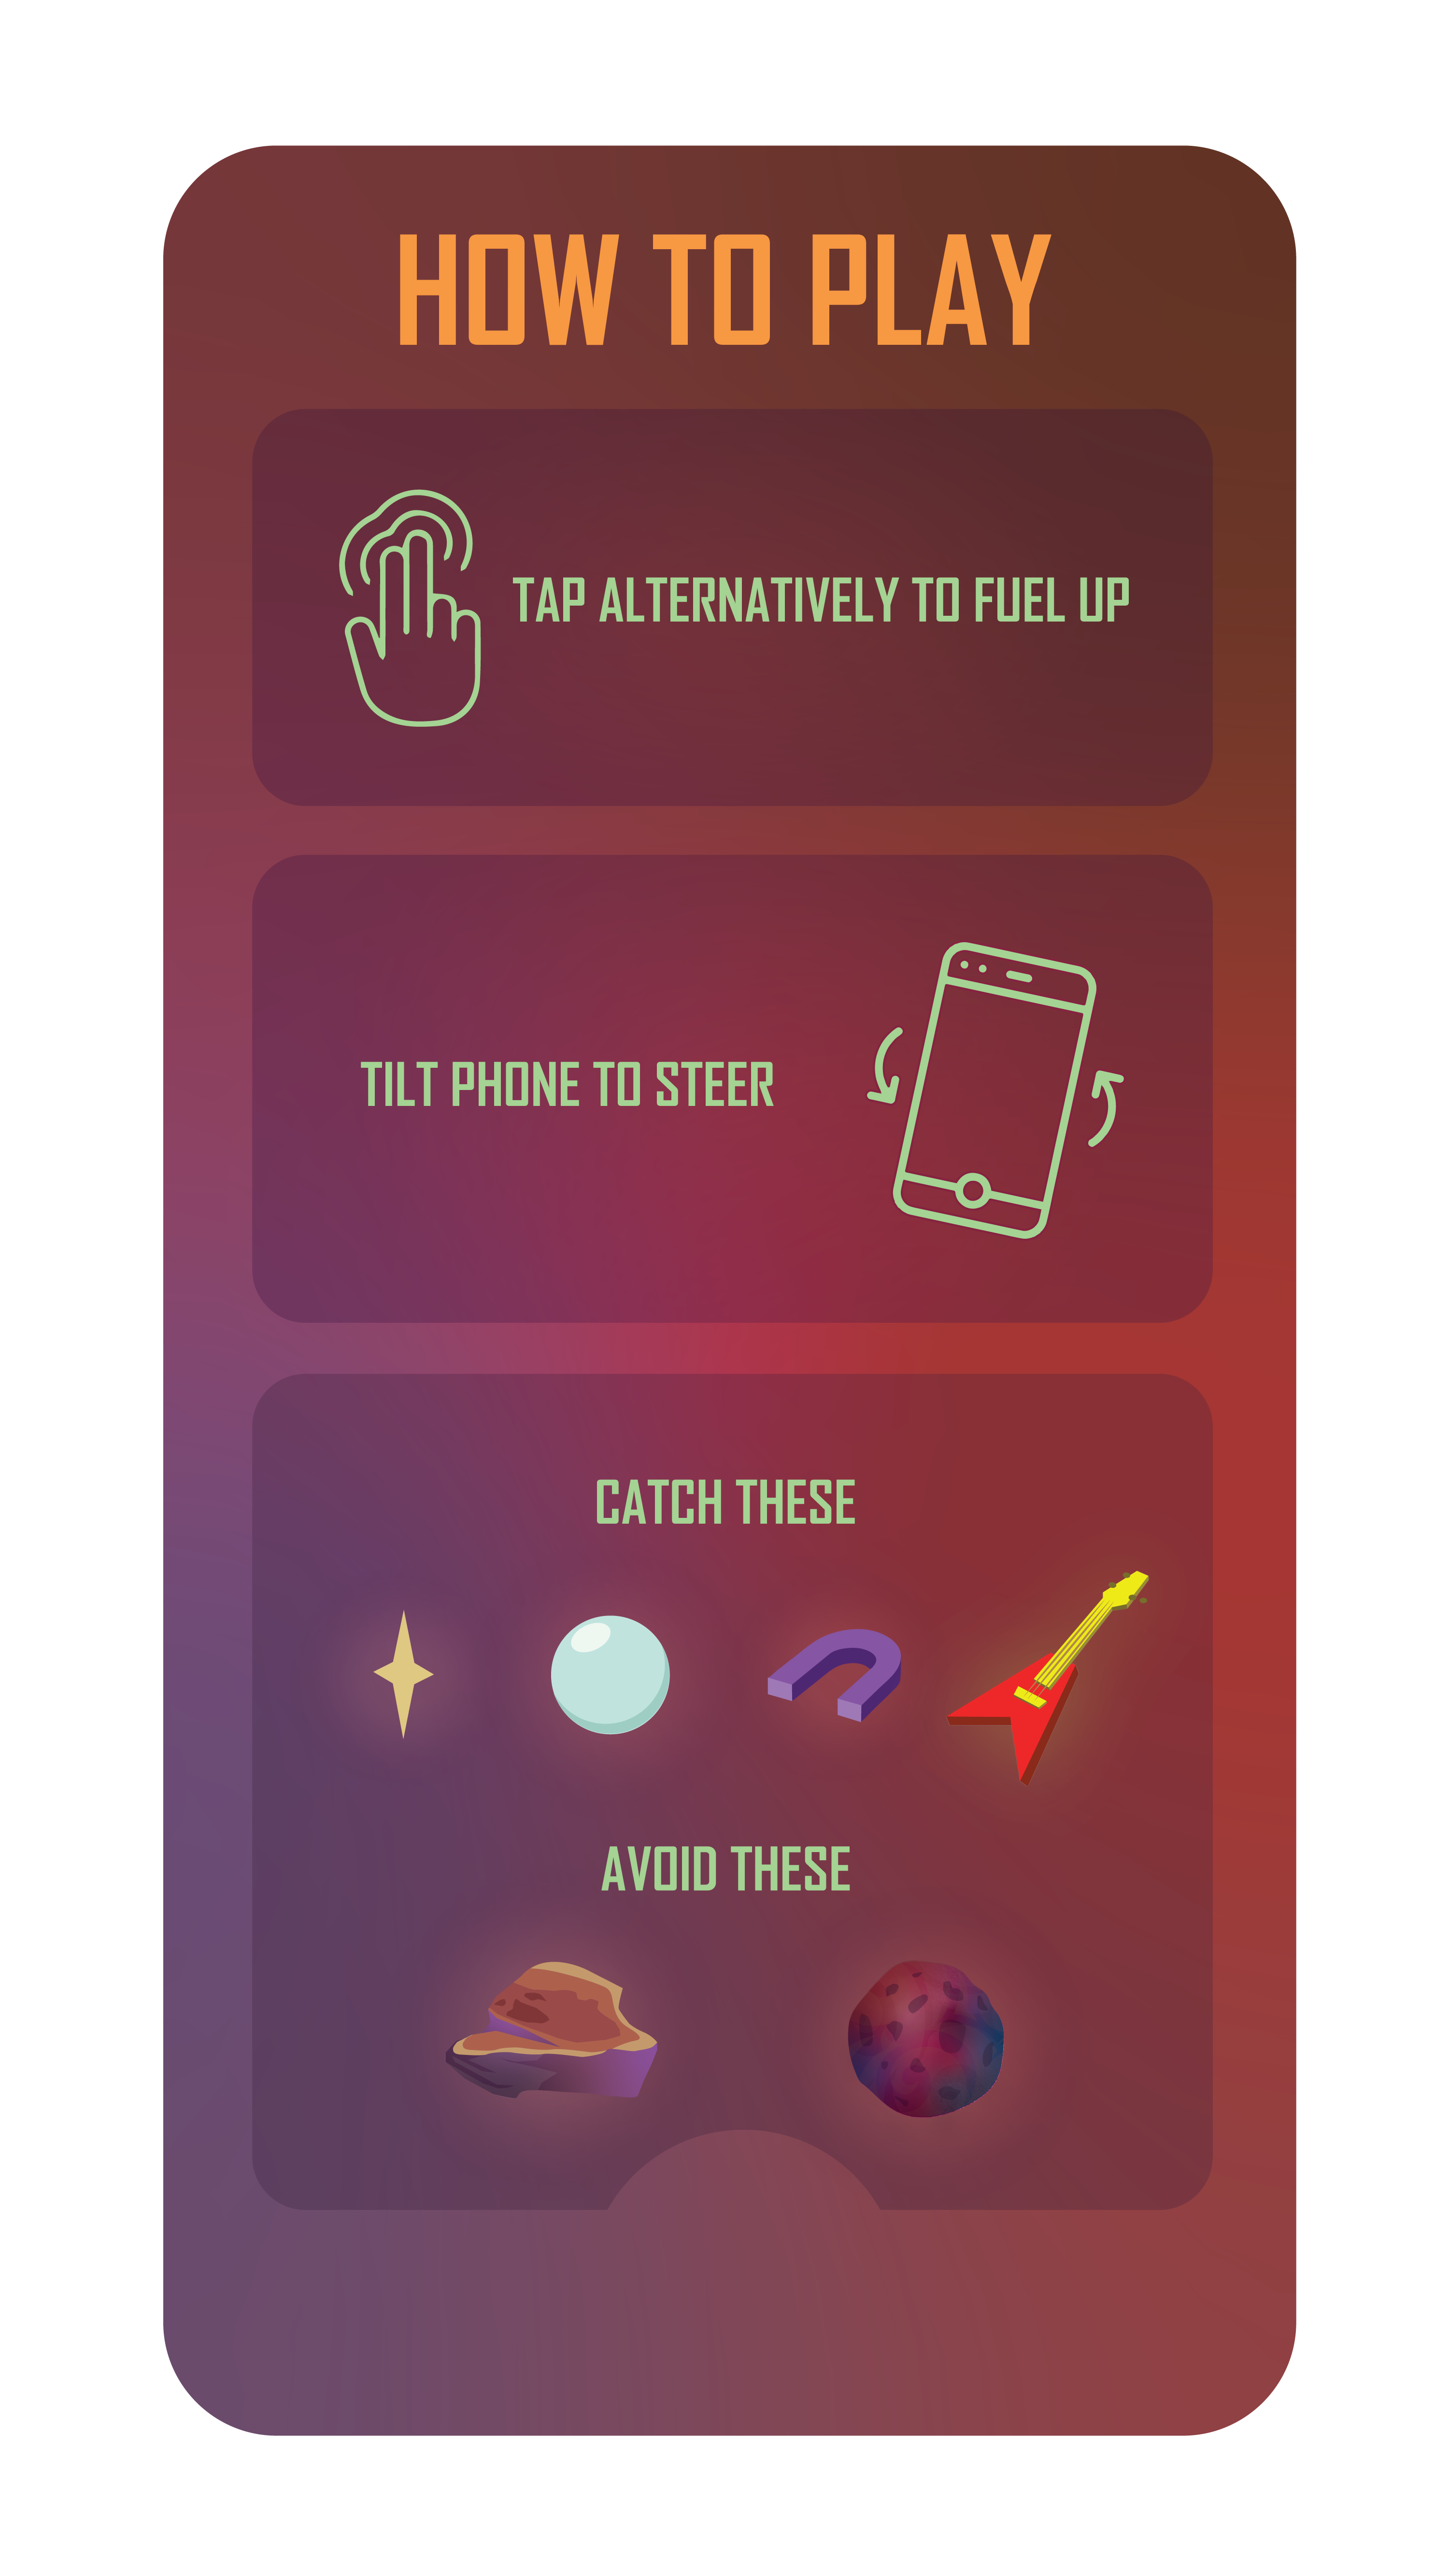 HOW TO PLAY
TAP ALTERNATIVELY TO FUEL UP
TILT PHONE TO STEER
CATCH THESE
AVOID THESE